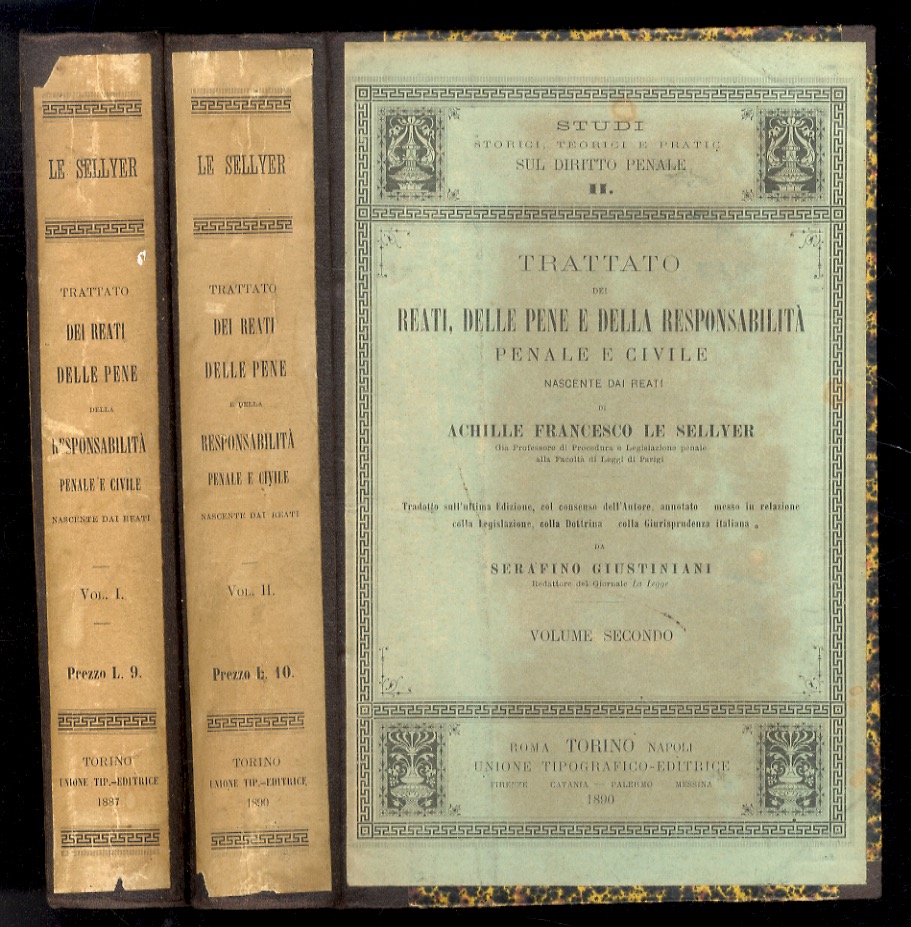 LE SELLYER
TRATTATO
DEI REATI
DELLE PENE
DELLA
RESPONSABILITÀ
PENALE E CIVILE
NASCENTE DAI REATI
VOL. I.
Prezzo L. 9.
TORINO
UNIONE TIP.-EDITRICE
1887
LE SELLYER
TRATTATO
DEI REATI
DELLE PENE
E DELLA
RESPONSABILITÀ
PENALE E CIVILE
NASCENTE DAI REATI
VOL. II.
Prezzo L. 10.
TORINO
UNIONE TIP.-EDITRICE
1890
STUDI
STORICI, TEORICI E PRATIC
SUL DIRITTO PENALE
II.
TRATTATO
DEI
REATI, DELLE PENE E DELLA RESPONSABILITÀ
PENALE E CIVILE
NASCENTE DAI REATI
DI
ACHILLE FRANCESCO LE SELLYER
Già Professore di Procedura e Legislazione penale
alla Facoltà di Leggi di Parigi
Tradatto sull'ultima Edizione, col consenso dell'Autore, annotato messo in relazione
colla Legislazione, colla Dottrina colla Giurisprudenza italiana
DA
SERAFINO GIUSTINIANI
Redattore del Giornale La Legge
VOLUME SECONDO
ROMA TORINO NAPOLI
UNIONE TIPOGRAFICO-EDITRICE
FIRENZE CATANIA — PALERMO MESSINA
1890